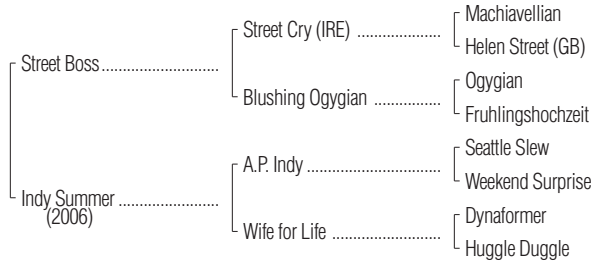 Machiavellian
Street Cry (IRE) ..................
Helen Street (GB)
Street Boss..........................
Ogygian
Blushing Ogygian ...............
Fruhlingshochzeit
Seattle Slew
A.P. Indy .............................
Weekend Surprise
Indy Summer ......................
(2006)
Dynaformer
Wife for Life ........................
Huggle Duggle